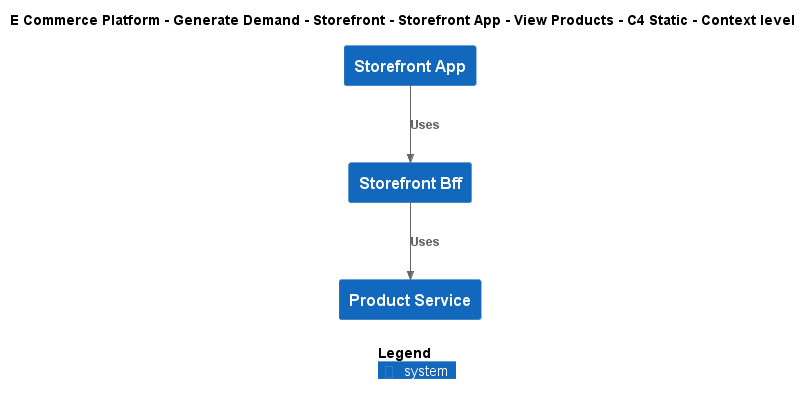 E Commerce Platform - Generate Demand - Storefront - Storefront App - View Products - C4 Static - Context level
Storefront App
Uses
Storefront Bff
Uses
Product Service
Legend
system